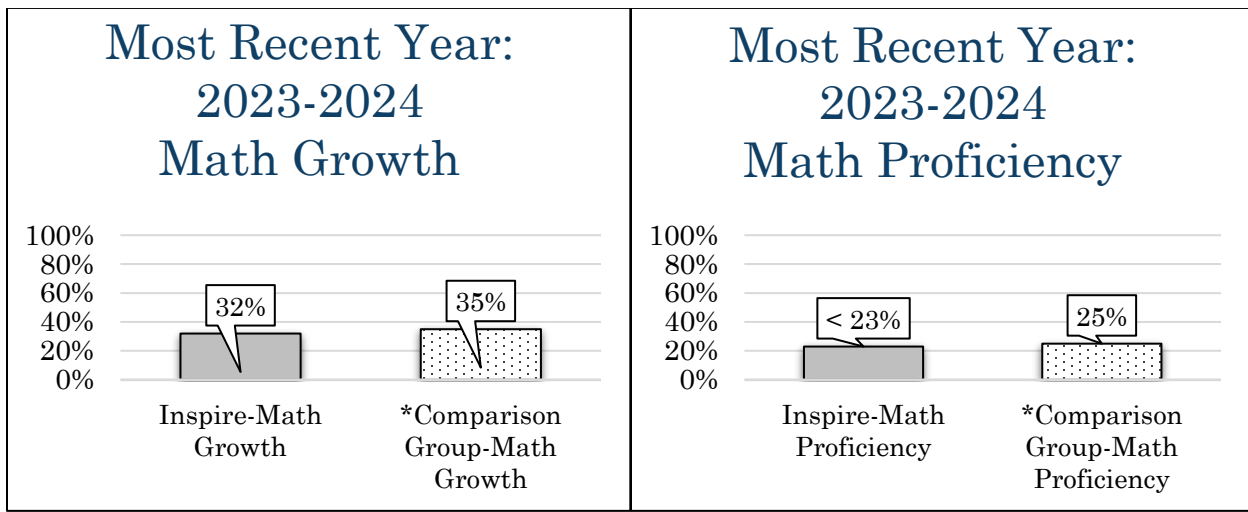 Most Recent Year:
2023-2024
Math Growth
100%
80%
60%
40%
20%
0%
32%
35%
Inspire-Math
Growth
*Comparison
Group-Math
Growth
Most Recent Year:
2023-2024
Math Proficiency
100%
80%
60%
40%
20%
0%
< 23%
25%
Inspire-Math
Proficiency
*Comparison
Group-Math
Proficiency